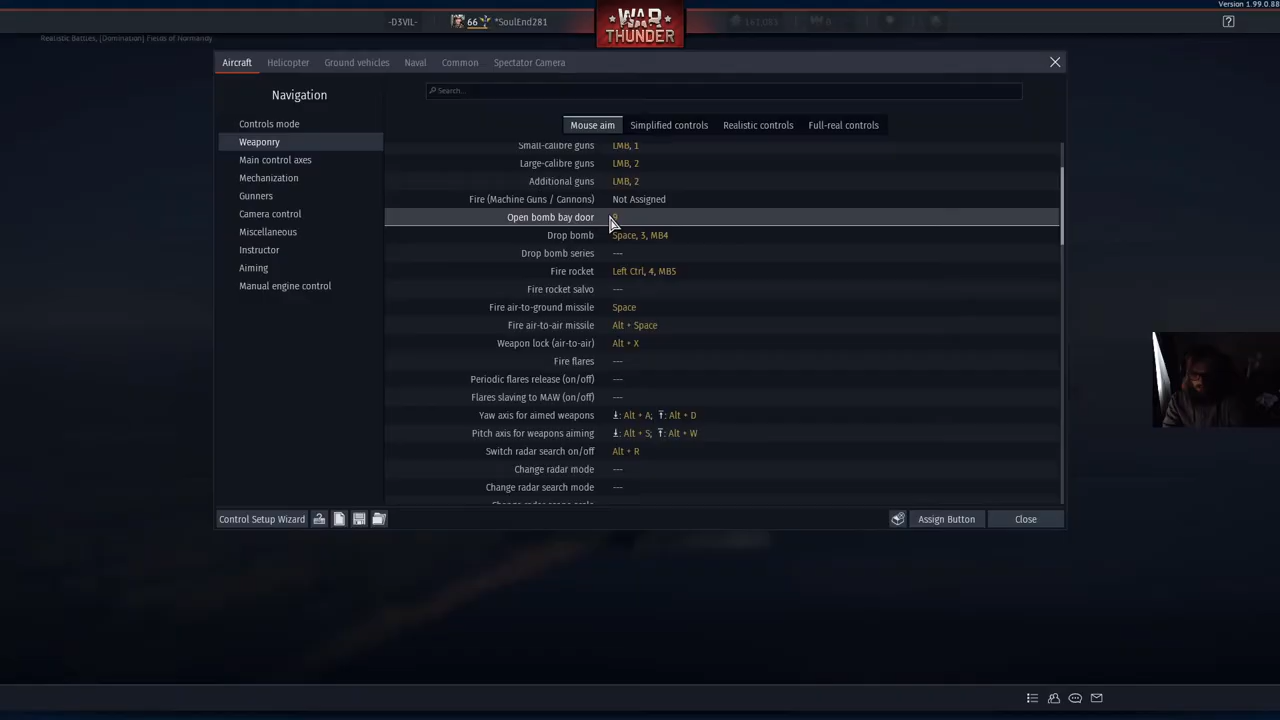 Version 1.99.0.88
-D3VIL-
66
*SoulEnd281
WAR THUNDER
161,083
0
Realistic Battles, [Domination] Fields of Normandy
Aircraft
Helicopter
Ground vehicles
Naval
Common
Spectator Camera
Navigation
Search...
Controls mode
Weaponry
Main control axes
Mechanization
Gunners
Camera control
Miscellaneous
Instructor
Aiming
Manual engine control
Mouse aim
Simplified controls
Realistic controls
Full-real controls
Small-calibre guns LMB, 1
Large-calibre guns LMB, 2
Additional guns LMB, 2
Fire (Machine Guns / Cannons) Not Assigned
Open bomb bay door 9
Drop bomb Space, 3, MB4
Drop bomb series ---
Fire rocket Left Ctrl, 4, MB5
Fire rocket salvo ---
Fire air-to-ground missile Space
Fire air-to-air missile Alt + Space
Weapon lock (air-to-air) Alt + X
Fire flares ---
Periodic flares release (on/off) ---
Flares slaving to MAW (on/off) ---
Yaw axis for aimed weapons : Alt + A; : Alt + D
Pitch axis for weapons aiming : Alt + S; : Alt + W
Switch radar search on/off Alt + R
Change radar mode ---
Change radar search mode ---
Change radar range scale
Control Setup Wizard
Assign Button
Close